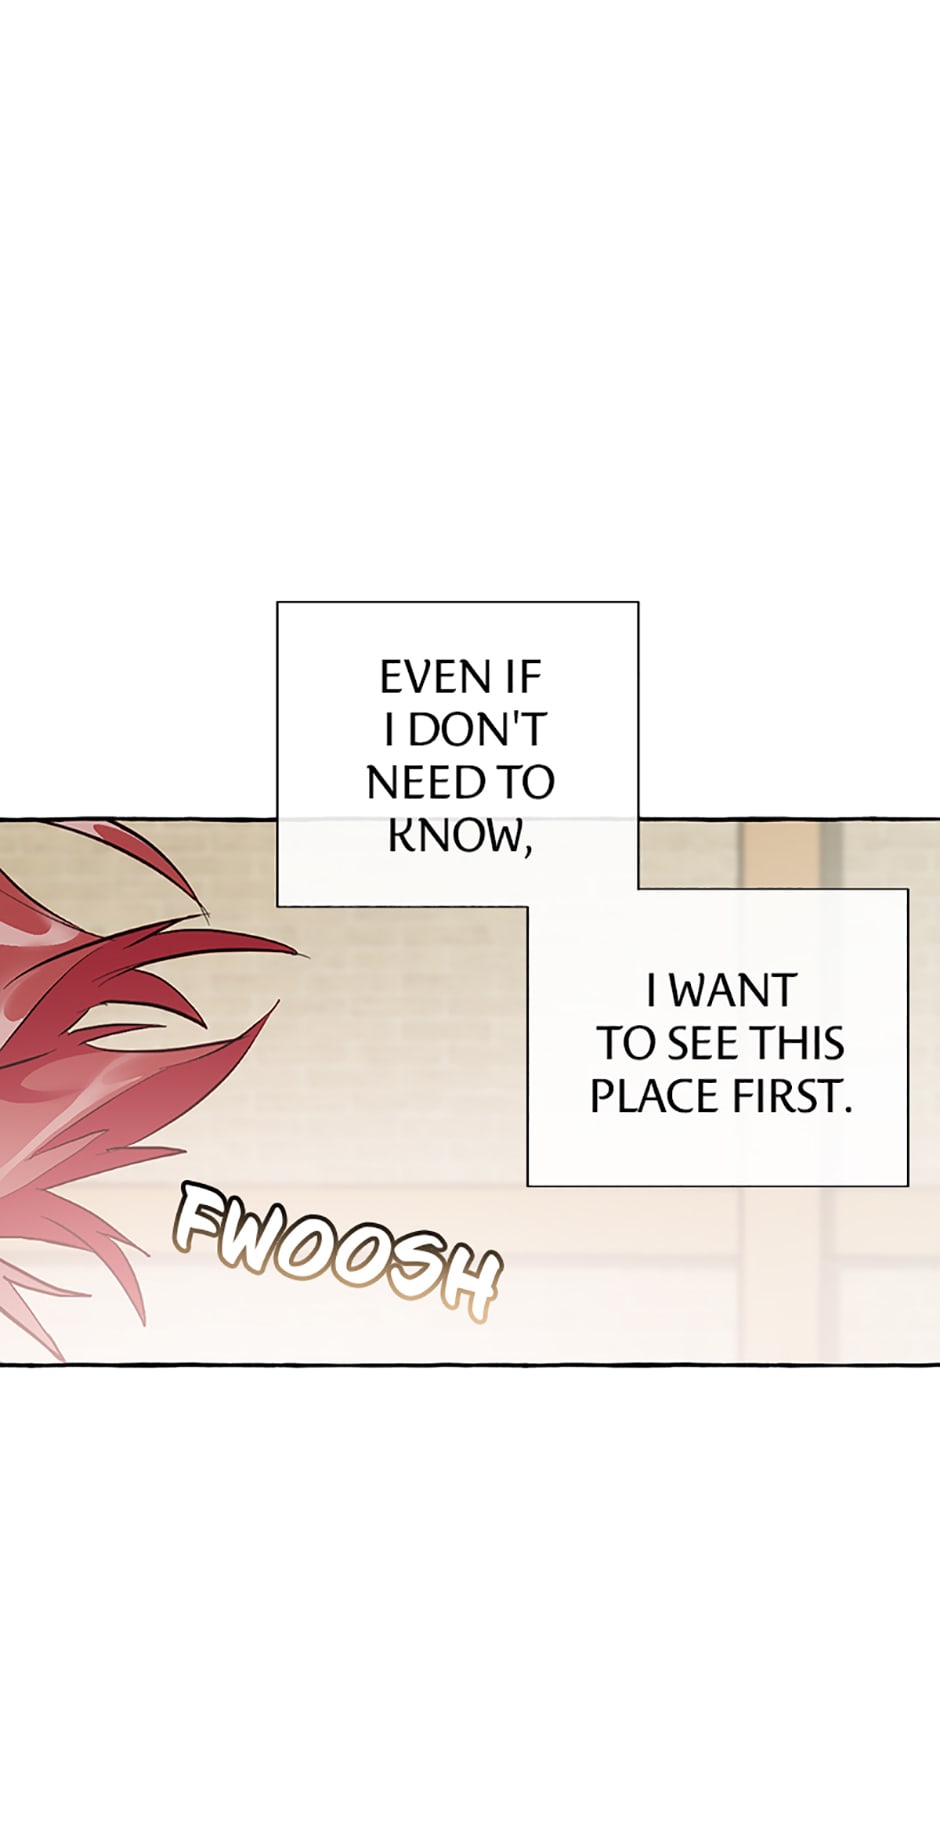 EVEN IF
I DON'T
NEED TO
KNOW,
I WANT
TO SEE THIS
PLACE FIRST.
FWOOSH